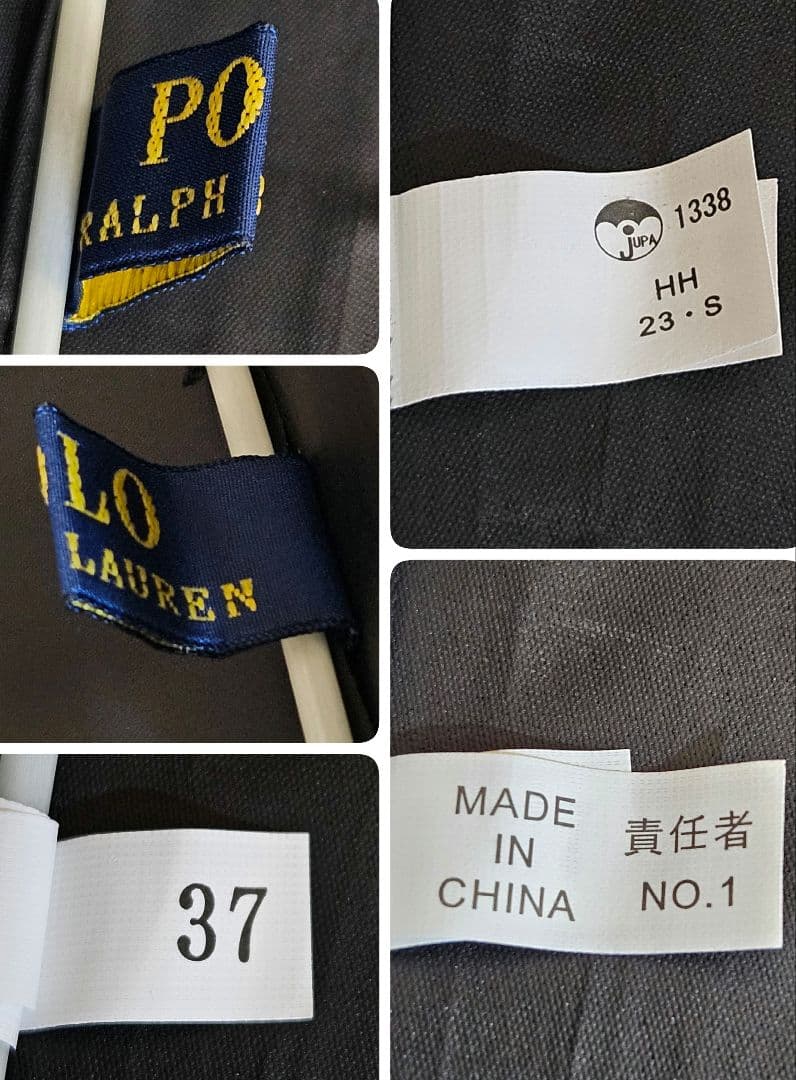 PO
RALPH
LO
LAUREN
37
JUPA 1338
HH
23・S
MADE
IN
CHINA
責任者
NO.1